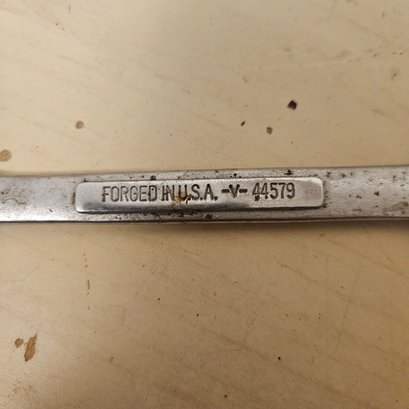 FORGED IN U.S.A. -V- 44579